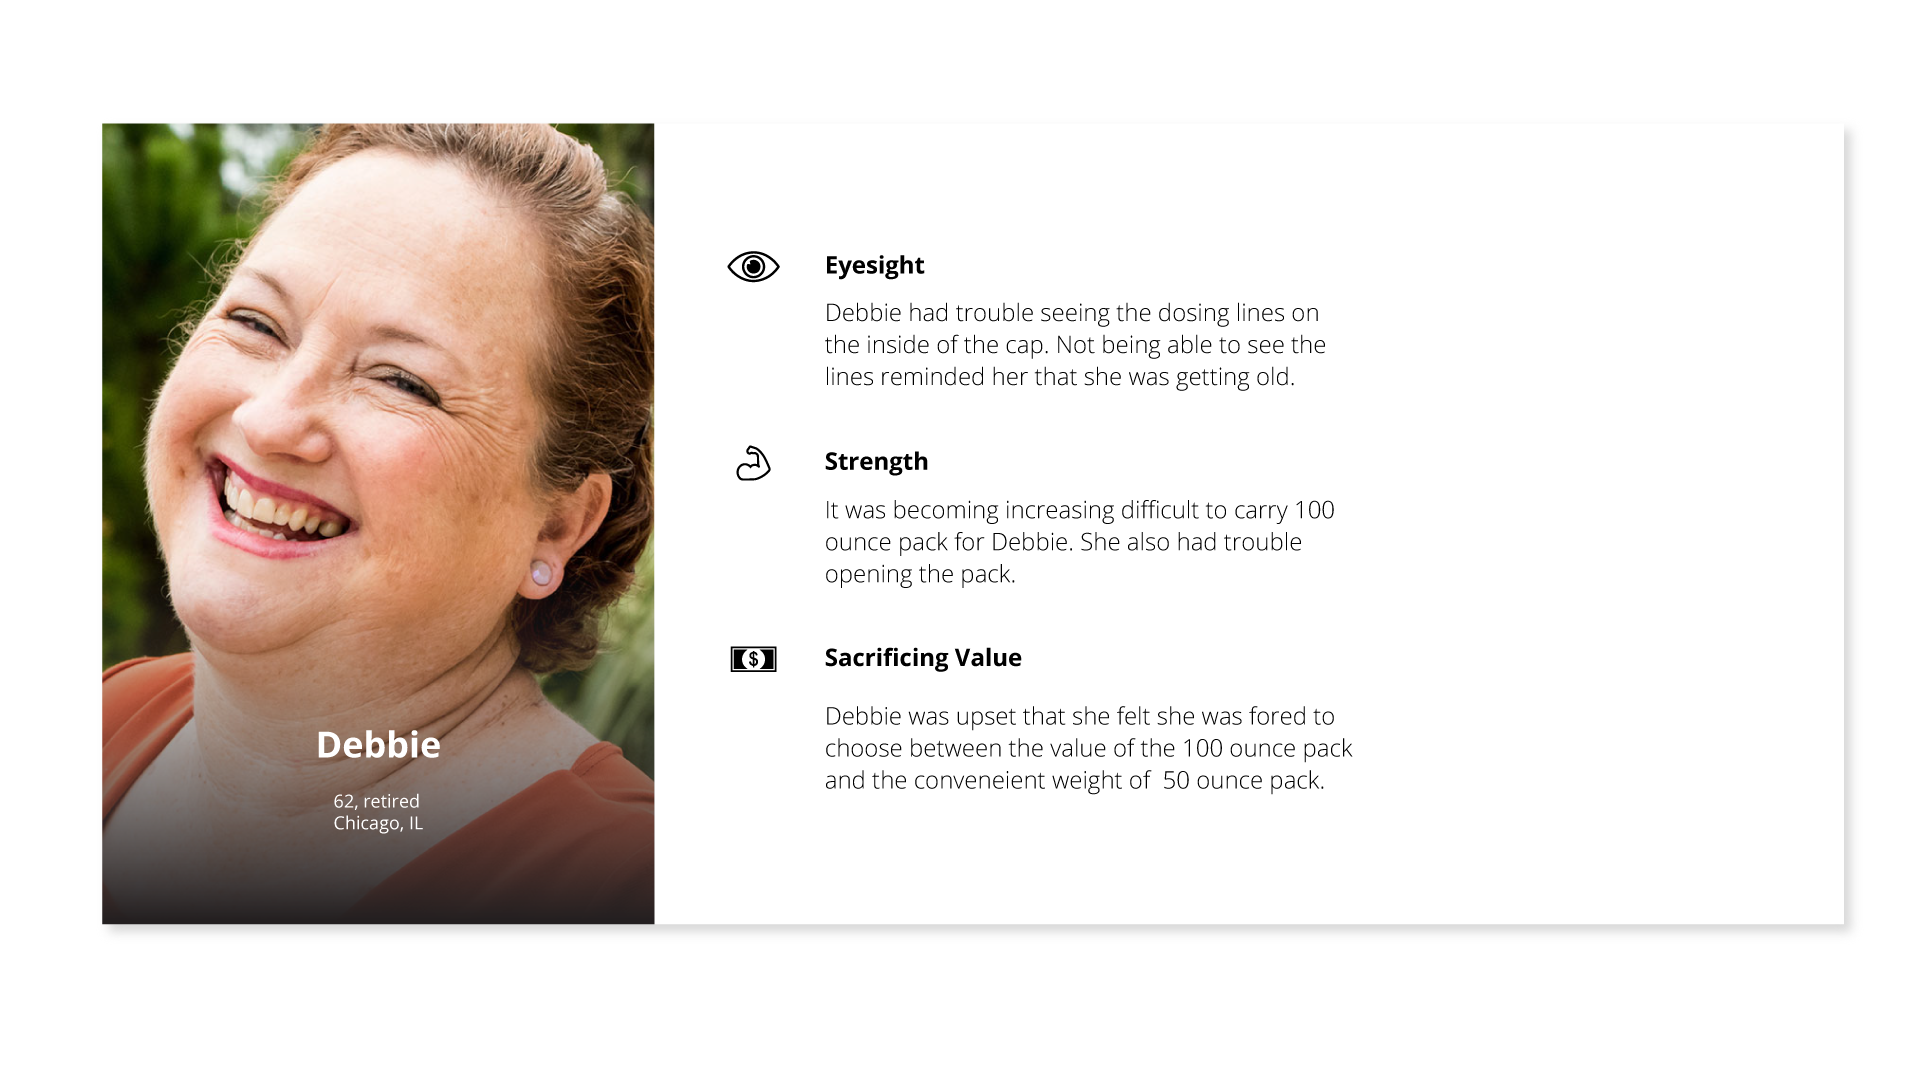 Debbie
62, retired
Chicago, IL
Eyesight
Debbie had trouble seeing the dosing lines on
the inside of the cap. Not being able to see the
lines reminded her that she was getting old.
Strength
It was becoming increasing difficult to carry 100
ounce pack for Debbie. She also had trouble
opening the pack.
$
Sacrificing Value
Debbie was upset that she felt she was fored to
choose between the value of the 100 ounce pack
and the conveneient weight of  50 ounce pack.